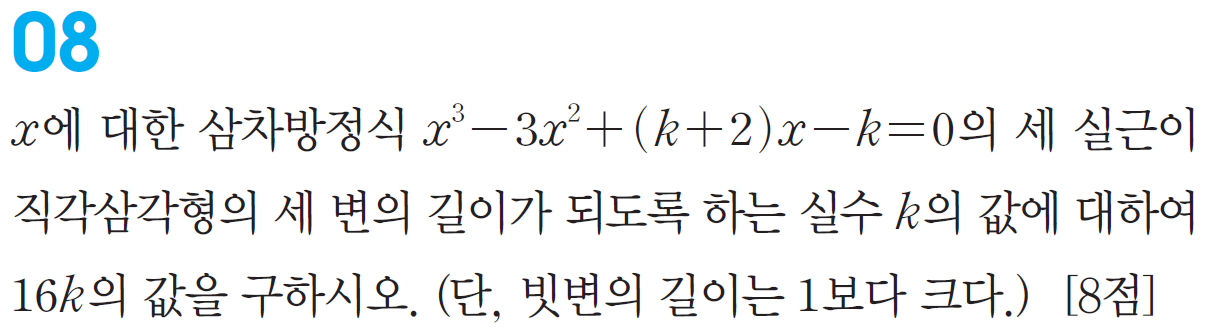 08
x에 대한 삼차방정식 x³-3x²+(k+2)x-k=0의 세 실근이
직각삼각형의 세 변의 길이가 되도록 하는 실수 k의 값에 대하여
16k의 값을 구하시오. (단, 빗변의 길이는 1보다 크다.) [8점]